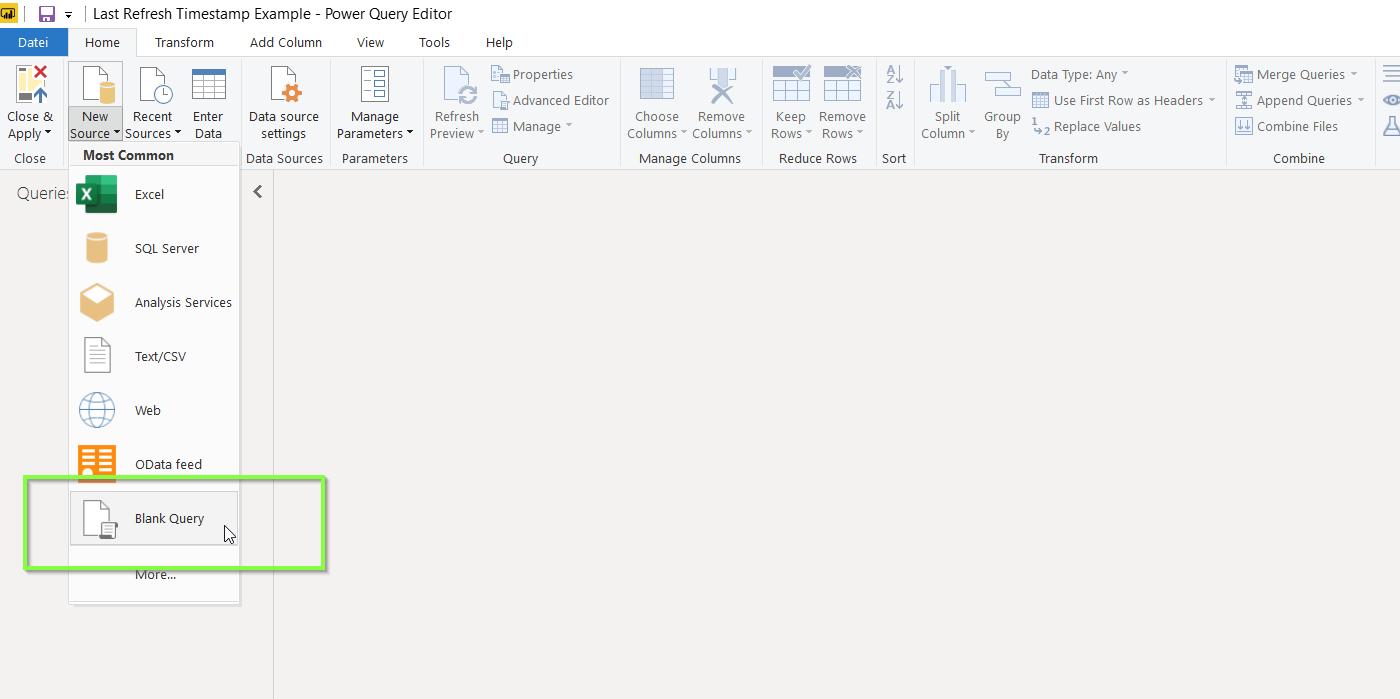 Last Refresh Timestamp Example - Power Query Editor
Datei Home Transform Add Column View Tools Help
Close & Apply
New Source
Recent Sources
Enter Data
Data source settings
Manage Parameters
Refresh Preview
Properties
Advanced Editor
Manage
Choose Columns
Remove Columns
Keep Rows
Remove Rows
Split Column
Group By
Data Type: Any
Use First Row as Headers
Replace Values
Merge Queries
Append Queries
Combine Files
Close
Data Sources
Parameters
Query
Manage Columns
Reduce Rows
Sort
Transform
Combine
Most Common
Queries
Excel
SQL Server
Analysis Services
Text/CSV
Web
OData feed
Blank Query
More...